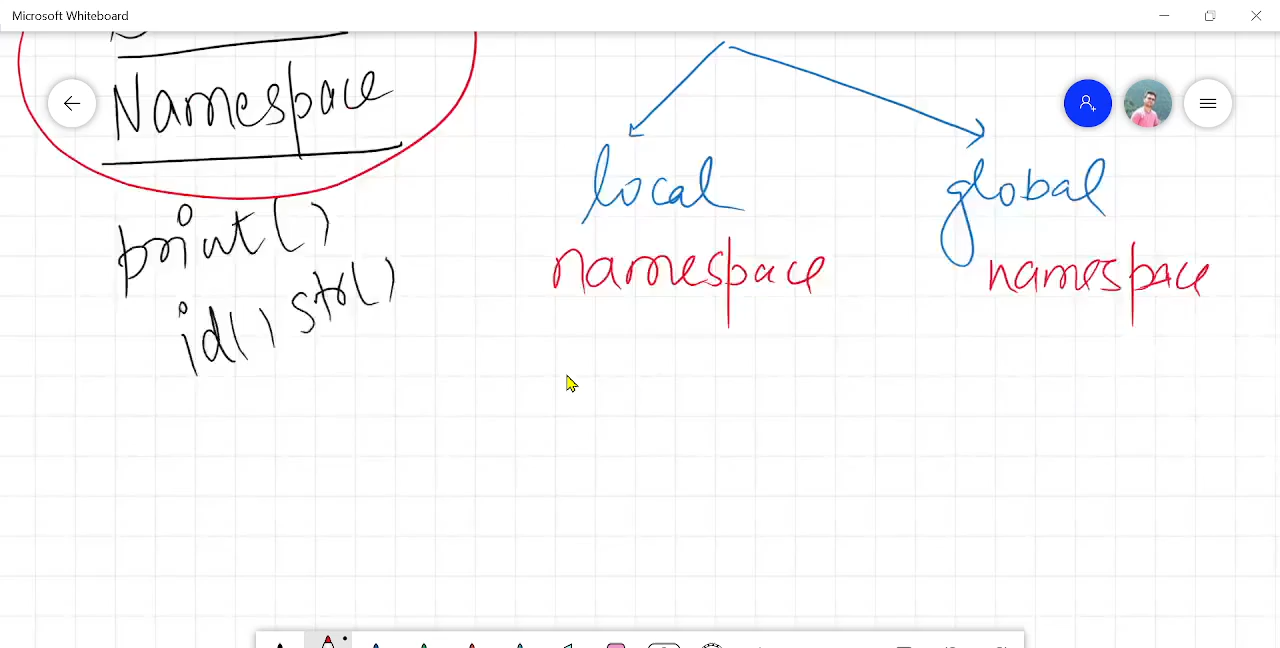 Microsoft Whiteboard
Namespace
print()
id() str()
local
namespace
global
namespace